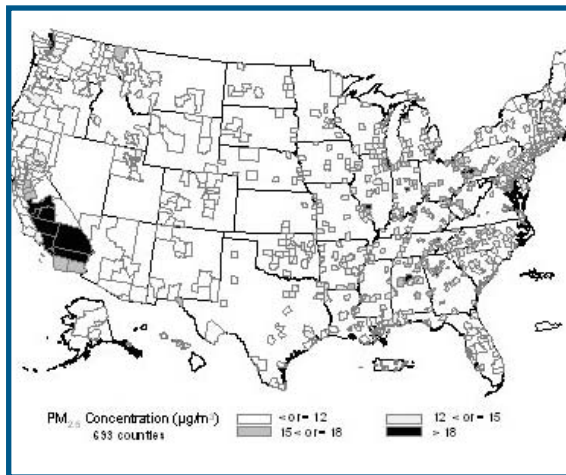 PM2.5 Concentration (µg/m3)
693 counties
< or = 12
15 < or = 18
12 < or = 15
> 18